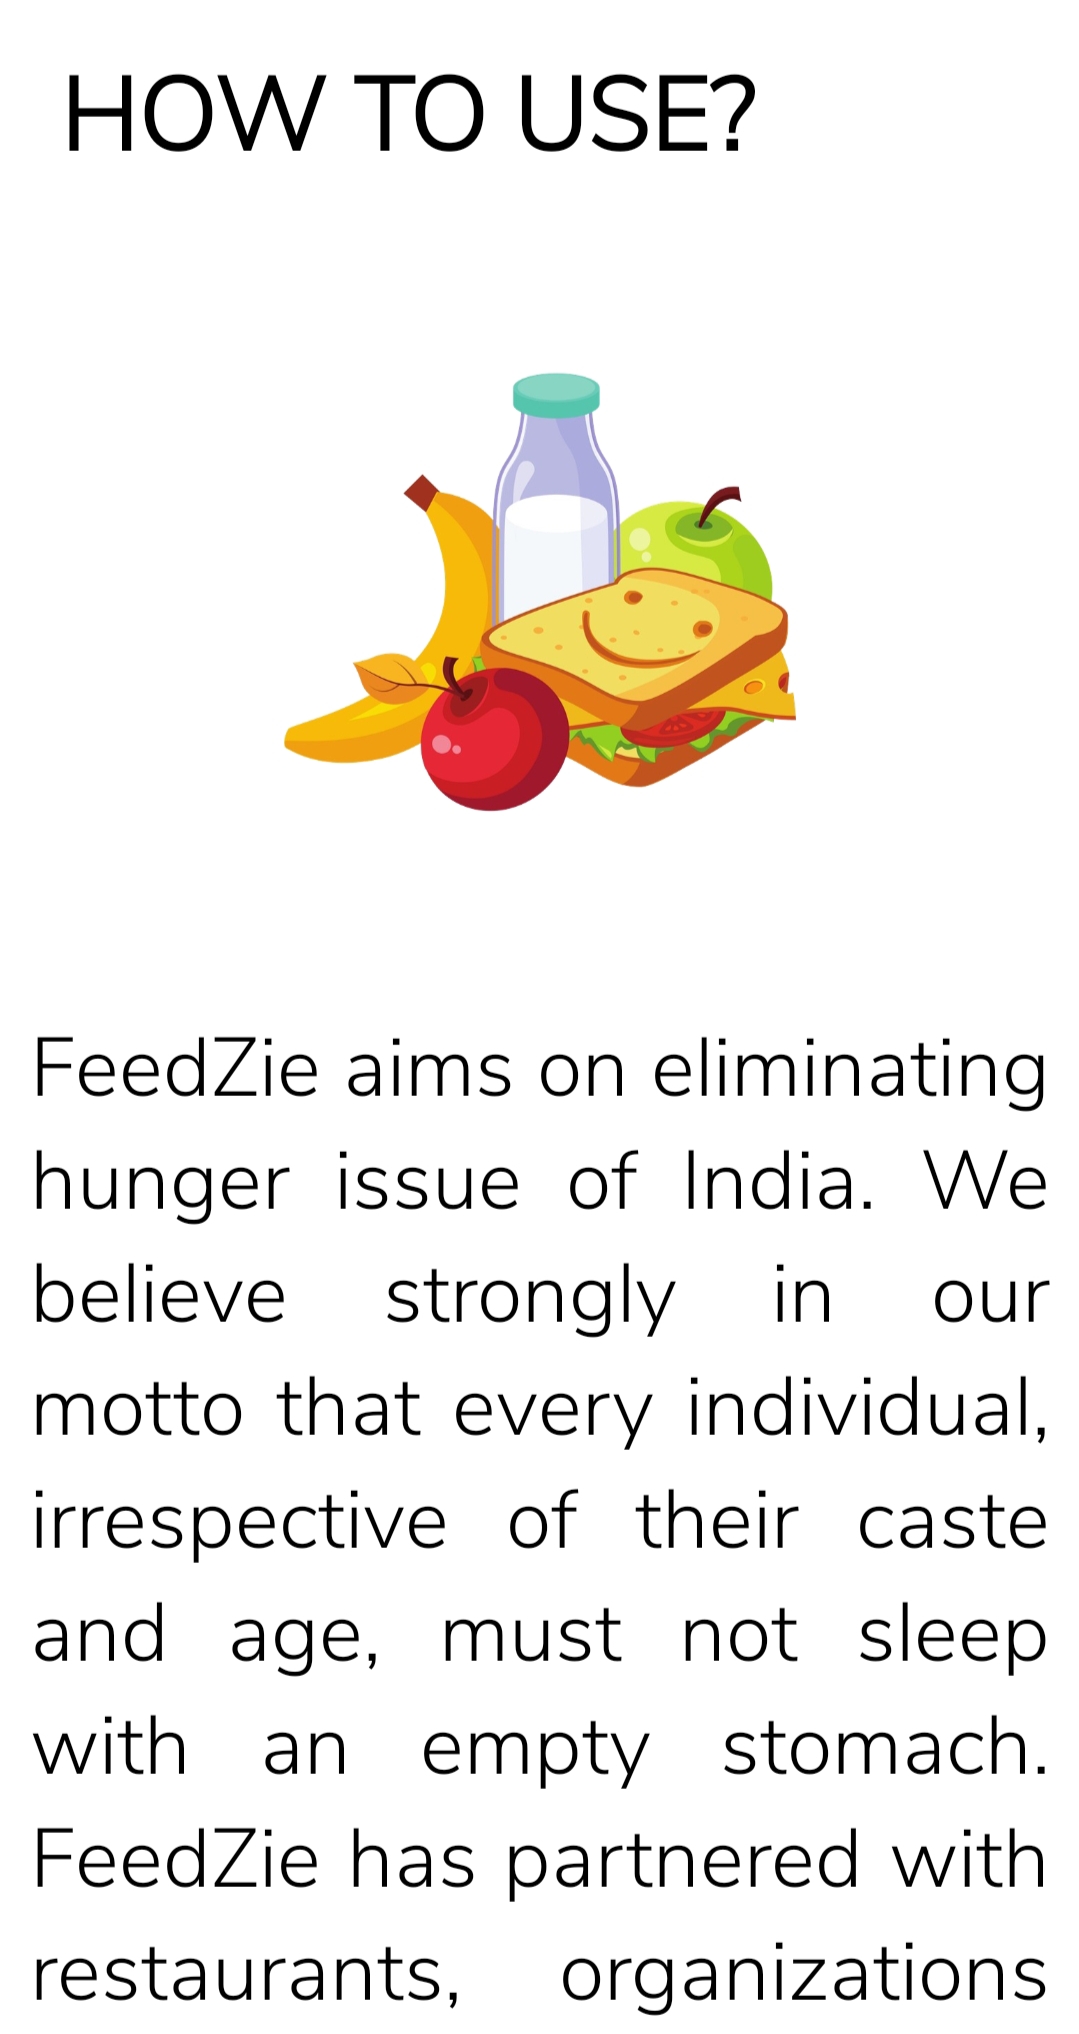 HOW TO USE?
FeedZie aims on eliminating
hunger issue of India. We
believe strongly in our
motto that every individual,
irrespective of their caste
and age, must not sleep
with an empty stomach.
FeedZie has partnered with
restaurants, organizations